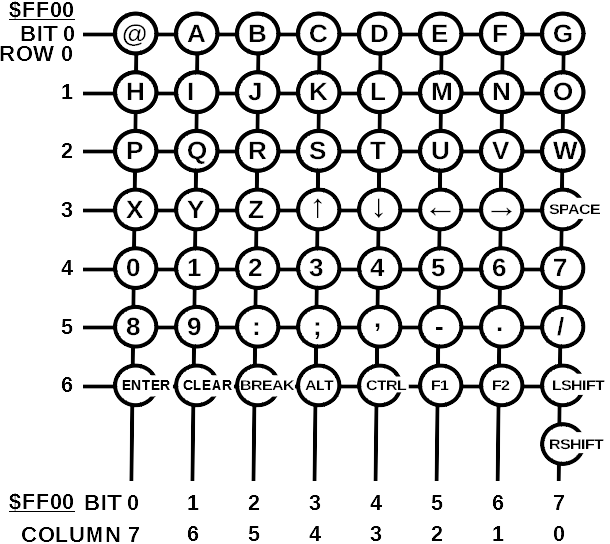 $FF00
BIT 0
ROW 0
@ A B C D E F G
1 H I J K L M N O
2 P Q R S T U V W
3 X Y Z ↑ ↓ ← → SPACE
4 0 1 2 3 4 5 6 7
5 8 9 : ; , - . /
6 ENTER CLEAR BREAK ALT CTRL F1 F2 LSHIFT
RSHIFT
$FF00 BIT 0 1 2 3 4 5 6 7
COLUMN 7 6 5 4 3 2 1 0